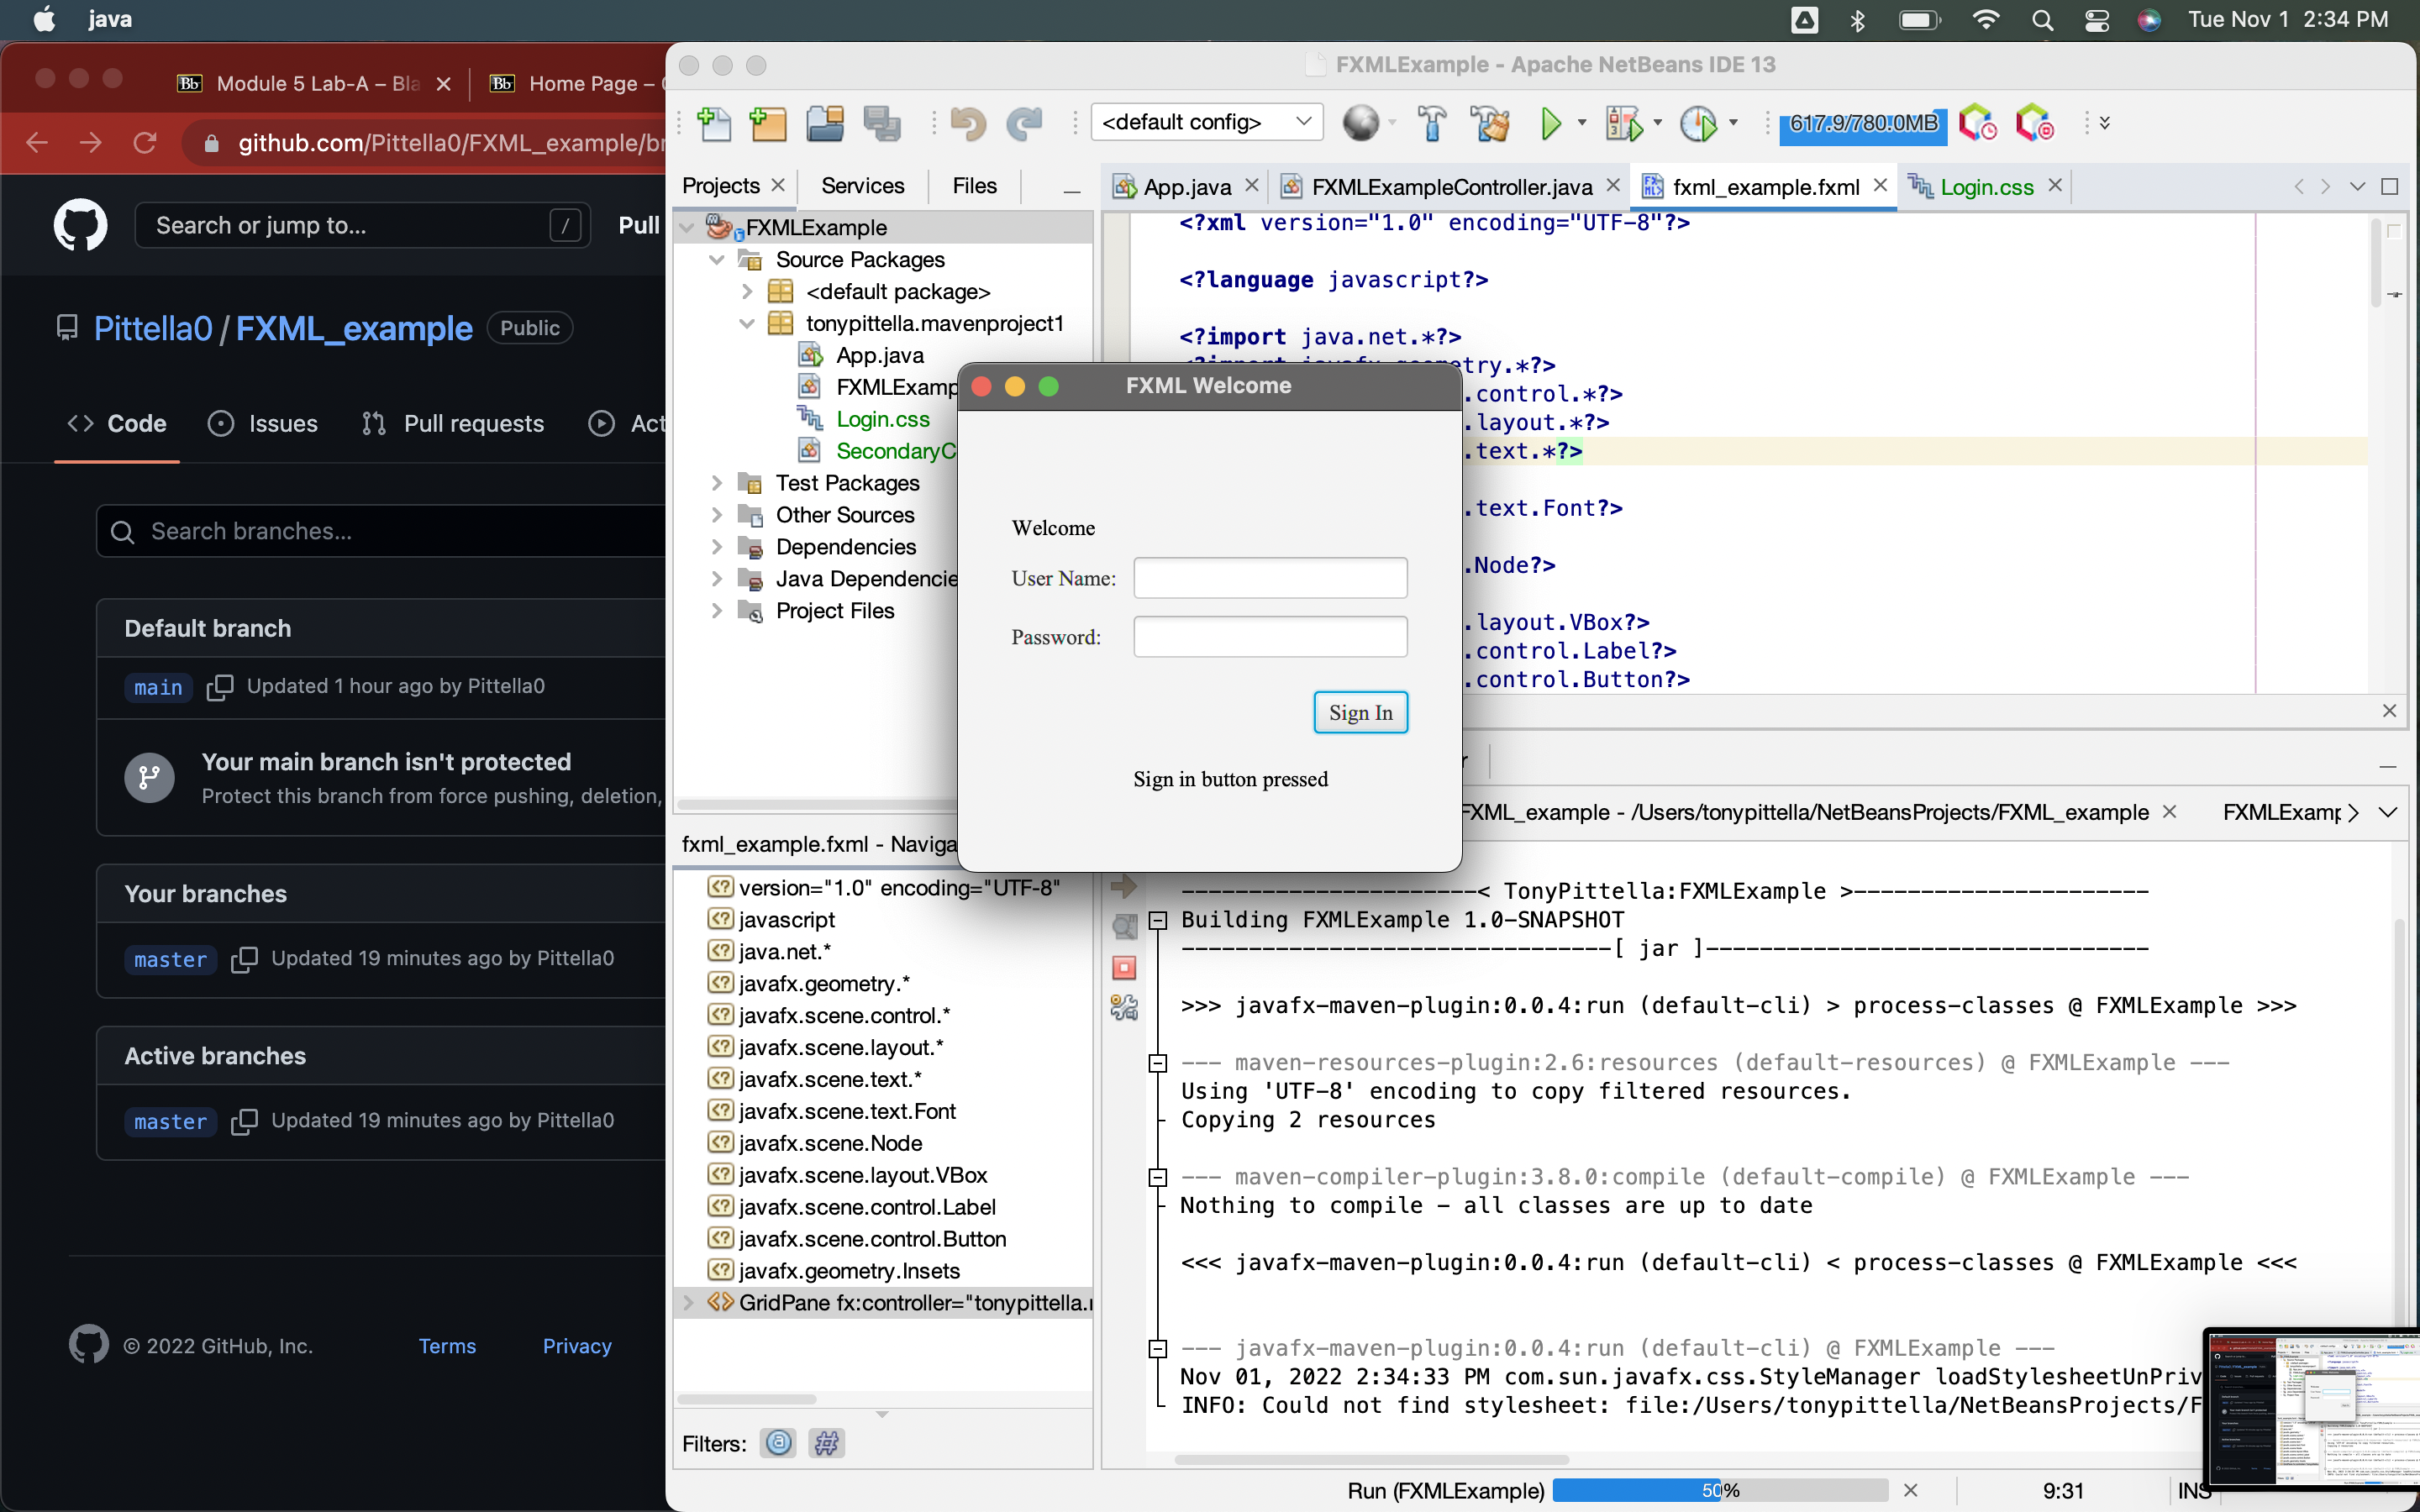 java
Tue Nov 1 2:34 PM
Module 5 Lab-A – Bla
Home Page –
github.com/Pittella0/FXML_example/br
Search or jump to...
/
Pull
Pittella0 / FXML_example
Public
Code
Issues
Pull requests
Act
Search branches...
Default branch
main
Updated 1 hour ago by Pittella0
Your main branch isn't protected
Protect this branch from force pushing, deletion,
Your branches
master
Updated 19 minutes ago by Pittella0
Active branches
master
Updated 19 minutes ago by Pittella0
© 2022 GitHub, Inc.
Terms
Privacy
FXMLExample - Apache NetBeans IDE 13
<default config>
617.9/780.0MB
Projects
Services
Files
FXMLExample
Source Packages
<default package>
tonypittella.mavenproject1
App.java
FXMLExamp
Login.css
SecondaryC
Test Packages
Other Sources
Dependencies
Java Dependencie
Project Files
App.java
FXMLExampleController.java
fxml_example.fxml
Login.css
<?xml version="1.0" encoding="UTF-8"?>
<?language javascript?>
<?import java.net.*?>
<?import javafx.geometry.*?>
.control.*?>
.layout.*?>
.text.*?>
.text.Font?>
.Node?>
.layout.VBox?>
.control.Label?>
.control.Button?>
FXML Welcome
Welcome
User Name:
Password:
Sign In
Sign in button pressed
fxml_example.fxml - Naviga
version="1.0" encoding="UTF-8"
javascript
java.net.*
javafx.geometry.*
javafx.scene.control.*
javafx.scene.layout.*
javafx.scene.text.*
javafx.scene.text.Font
javafx.scene.Node
javafx.scene.layout.VBox
javafx.scene.control.Label
javafx.scene.control.Button
javafx.geometry.Insets
GridPane fx:controller="tonypittella.r
Filters:
FXML_example - /Users/tonypittella/NetBeansProjects/FXML_example
FXMLExamp
----------------------< TonyPittella:FXMLExample >----------------------
Building FXMLExample 1.0-SNAPSHOT
--------------------------------[ jar ]---------------------------------
>>> javafx-maven-plugin:0.0.4:run (default-cli) > process-classes @ FXMLExample >>>
--- maven-resources-plugin:2.6:resources (default-resources) @ FXMLExample ---
Using 'UTF-8' encoding to copy filtered resources.
Copying 2 resources
--- maven-compiler-plugin:3.8.0:compile (default-compile) @ FXMLExample ---
Nothing to compile - all classes are up to date
<<< javafx-maven-plugin:0.0.4:run (default-cli) < process-classes @ FXMLExample <<<
--- javafx-maven-plugin:0.0.4:run (default-cli) @ FXMLExample ---
Nov 01, 2022 2:34:33 PM com.sun.javafx.css.StyleManager loadStylesheetUnPriv
INFO: Could not find stylesheet: file:/Users/tonypittella/NetBeansProjects/F
Run (FXMLExample)
50%
9:31
INS